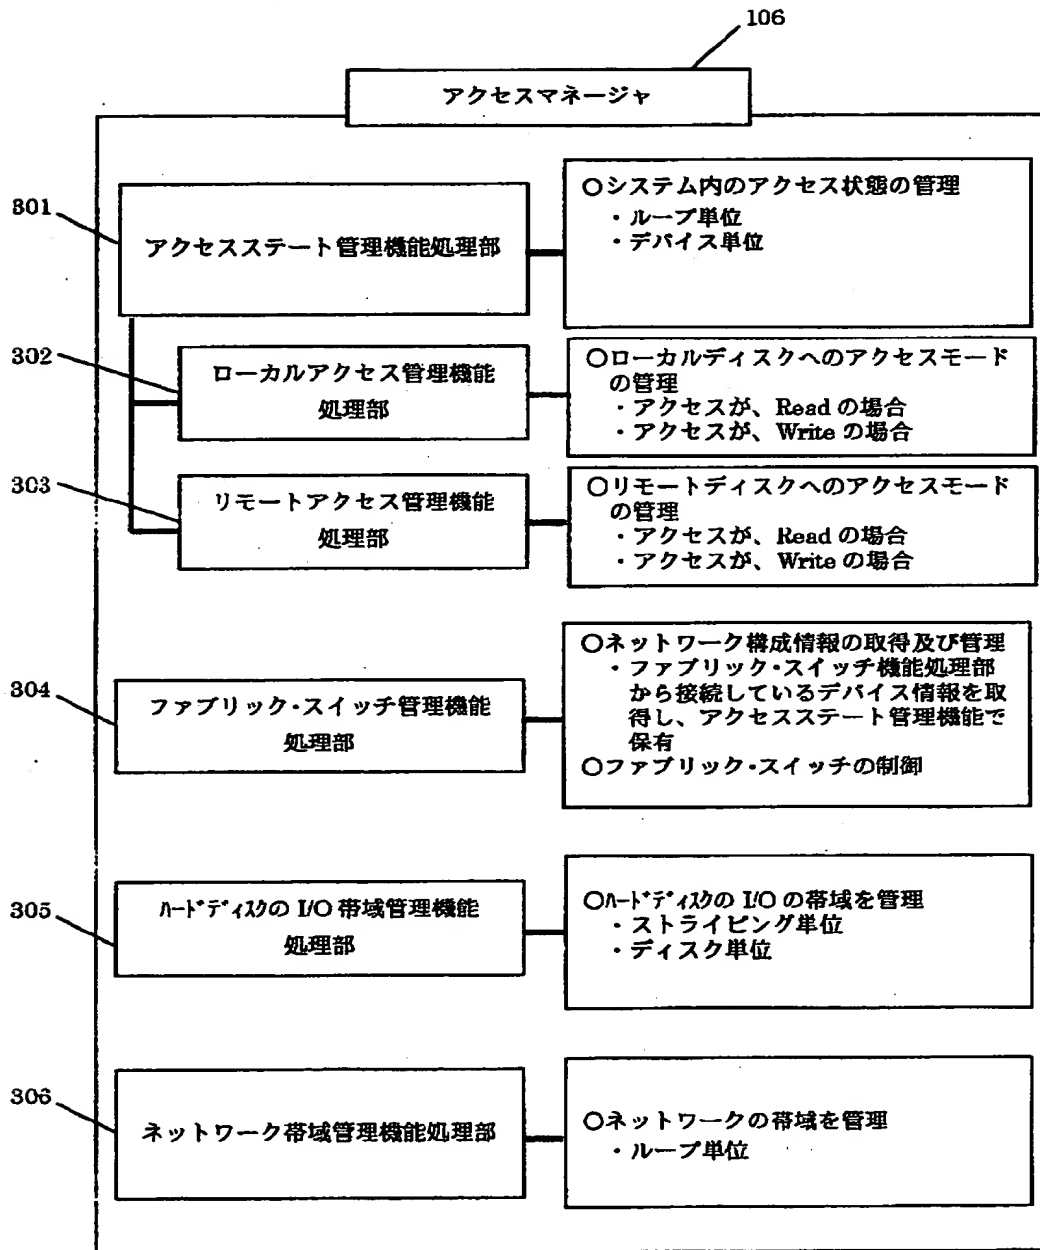 106
アクセスマネージャ
301
アクセスステート管理機能処理部
○システム内のアクセス状態の管理
・ループ単位
・デバイス単位
302
ローカルアクセス管理機能
処理部
○ローカルディスクへのアクセスモード
の管理
・アクセスが、Read の場合
・アクセスが、Write の場合
303
リモートアクセス管理機能
処理部
○リモートディスクへのアクセスモード
の管理
・アクセスが、Read の場合
・アクセスが、Write の場合
304
ファブリック・スイッチ管理機能
処理部
○ネットワーク構成情報の取得及び管理
・ファブリック・スイッチ機能処理部
から接続しているデバイス情報を取
得し、アクセスステート管理機能で
保有
○ファブリック・スイッチの制御
305
ﾊｰﾄﾞﾃﾞｨｽｸの I/O 帯域管理機能
処理部
○ﾊｰﾄﾞﾃﾞｨｽｸの I/O の帯域を管理
・ストライピング単位
・ディスク単位
306
ネットワーク帯域管理機能処理部
○ネットワークの帯域を管理
・ループ単位